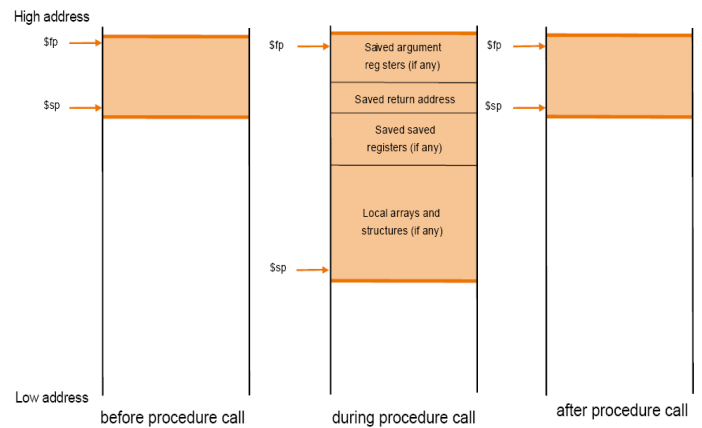 High address
$fp
$sp
$fp
Saived argument
reg sters (if any)
Saved return address
Saved saved
registers (if any)
Local arrays and
structures (if any)
$sp
$fp
$sp
Low address
before procedure call
during procedure call
after procedure call